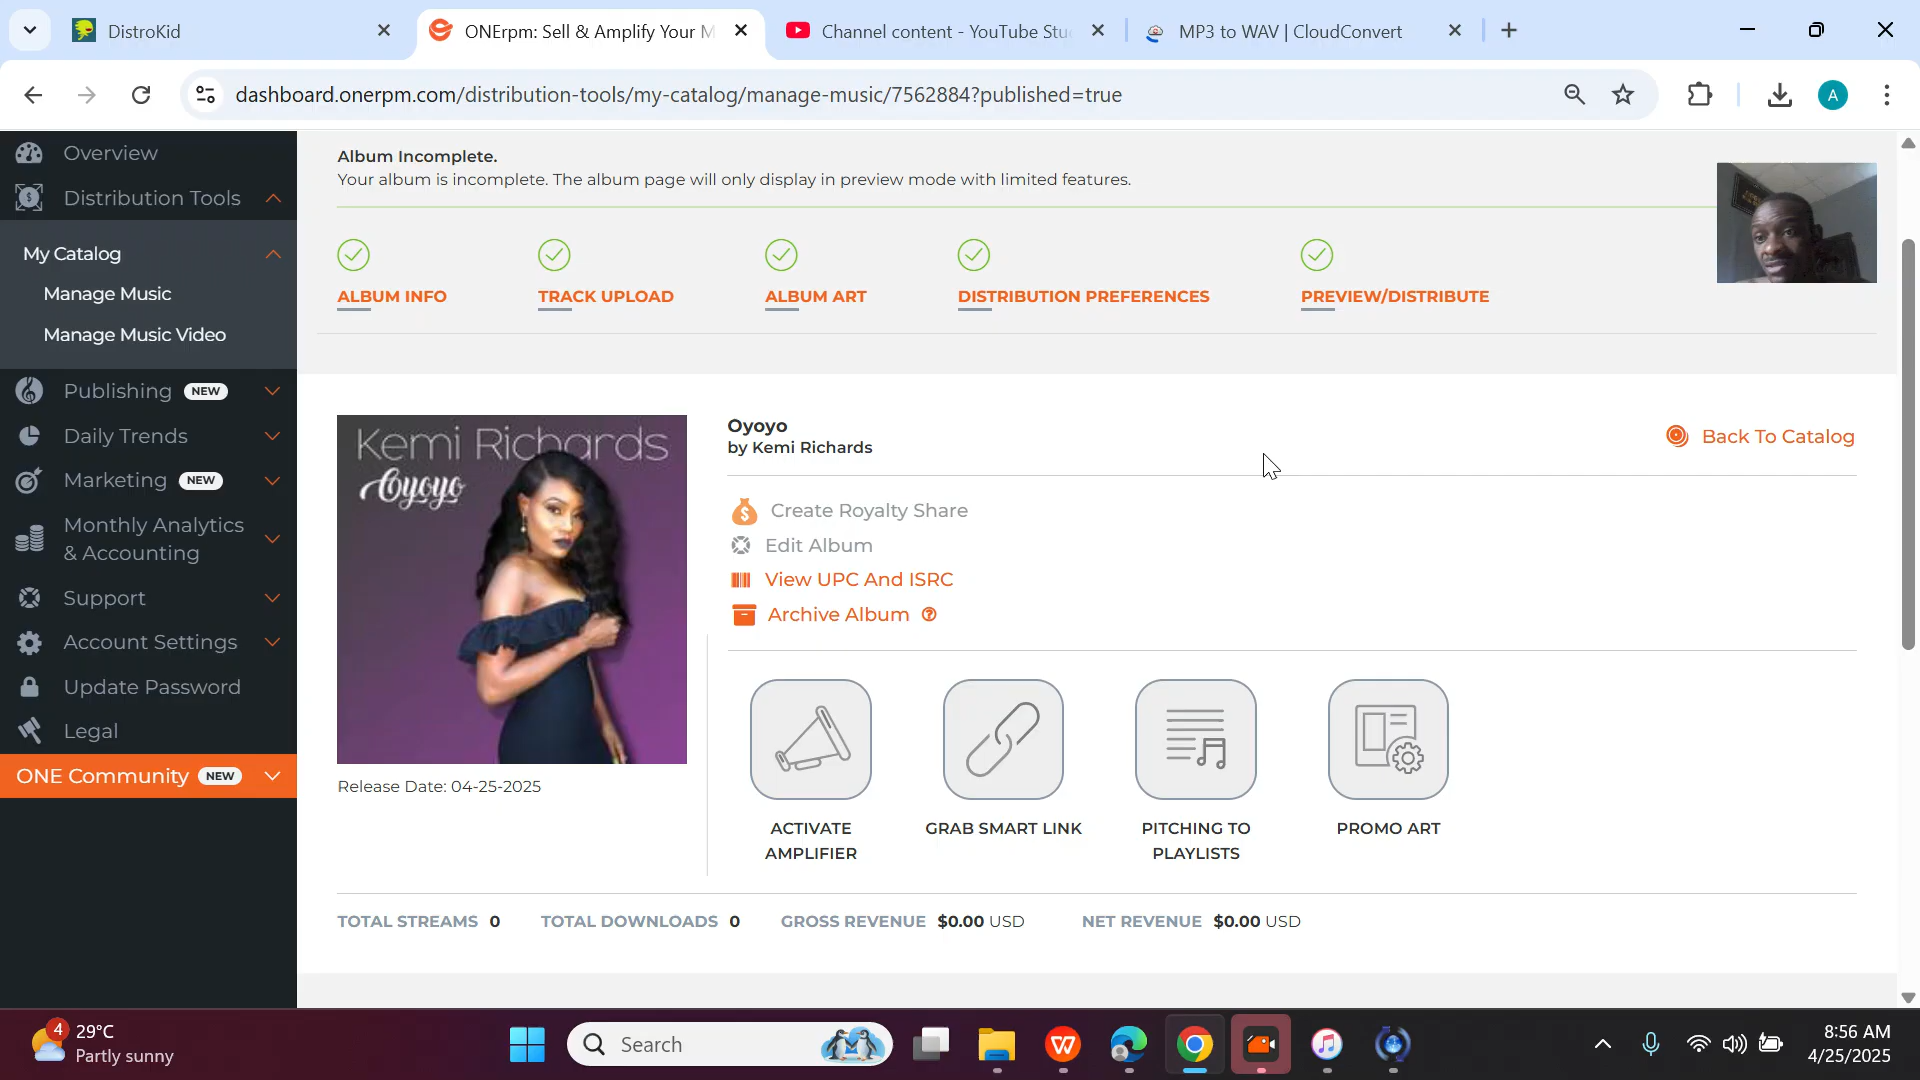 DistroKid
ONErpm: Sell & Amplify Your M
Channel content - YouTube Stu
MP3 to WAV | CloudConvert
dashboard.onerpm.com/distribution-tools/my-catalog/manage-music/7562884?published=true
A
Overview
Distribution Tools
My Catalog
Manage Music
Manage Music Video
Publishing NEW
Daily Trends
Marketing NEW
Monthly Analytics
& Accounting
Support
Account Settings
Update Password
Legal
ONE Community NEW
Album Incomplete.
Your album is incomplete. The album page will only display in preview mode with limited features.
ALBUM INFO
TRACK UPLOAD
ALBUM ART
DISTRIBUTION PREFERENCES
PREVIEW/DISTRIBUTE
Kemi Richards
Oyoyo
Release Date: 04-25-2025
Oyoyo
by Kemi Richards
Back To Catalog
Create Royalty Share
Edit Album
View UPC And ISRC
Archive Album ?
ACTIVATE
AMPLIFIER
GRAB SMART LINK
PITCHING TO
PLAYLISTS
PROMO ART
TOTAL STREAMS 0
TOTAL DOWNLOADS 0
GROSS REVENUE $0.00 USD
NET REVENUE $0.00 USD
4
29°C
Partly sunny
Search
8:56 AM
4/25/2025